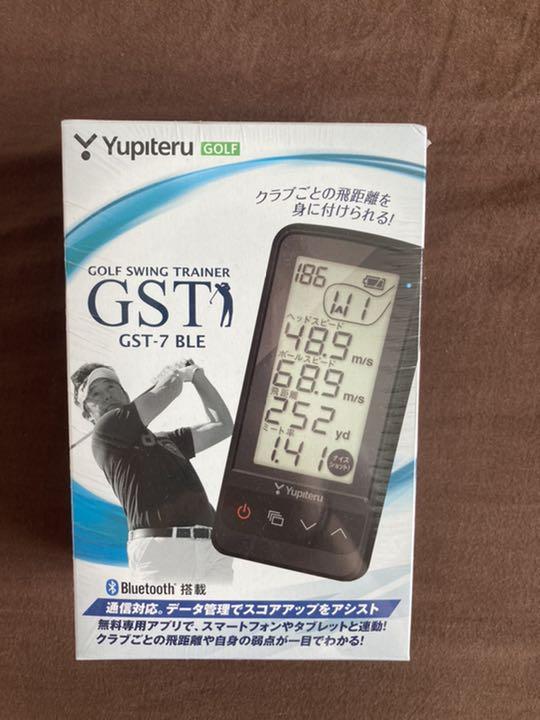 Yupiteru GOLF
クラブごとの飛距離を
身に付けられる!
GOLF SWING TRAINER
GST
GST-7 BLE
186
1W
ヘッドスピード
48.9 m/s
ボールスピード
68.9 m/s
飛距離
252 yd
ミート率
1.41
ナイス
ショット!
Yupiteru
Bluetooth® 搭載
通信対応。データ管理でスコアアップをアシスト
無料専用アプリで、スマートフォンやタブレットと連動!
クラブごとの飛距離や自身の弱点が一目でわかる!